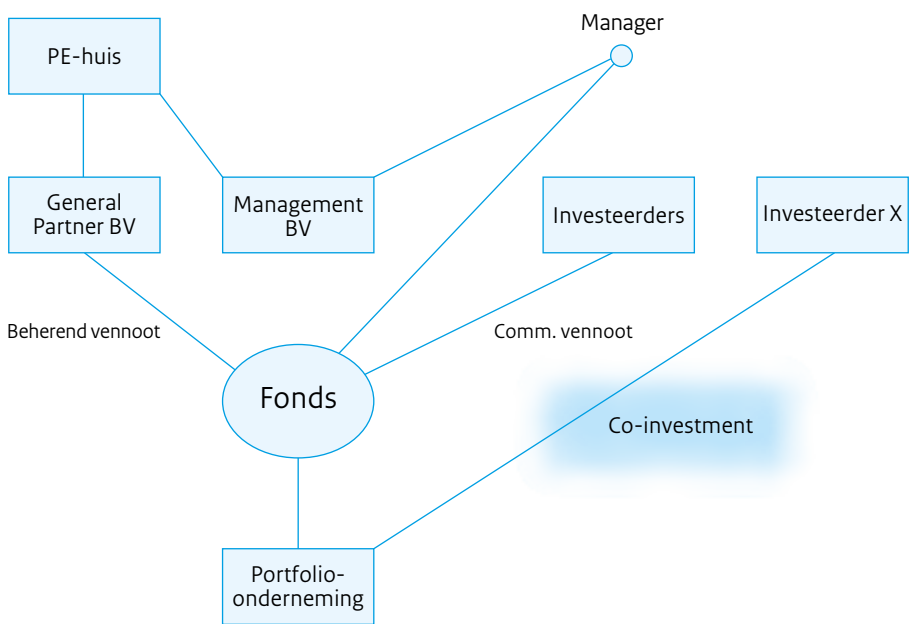 Manager
PE-huis
General
Partner BV
Management
BV
Investeerders
Investeerder X
Beherend vennoot
Comm. vennoot
Fonds
Co-investment
Portfolio-
onderneming